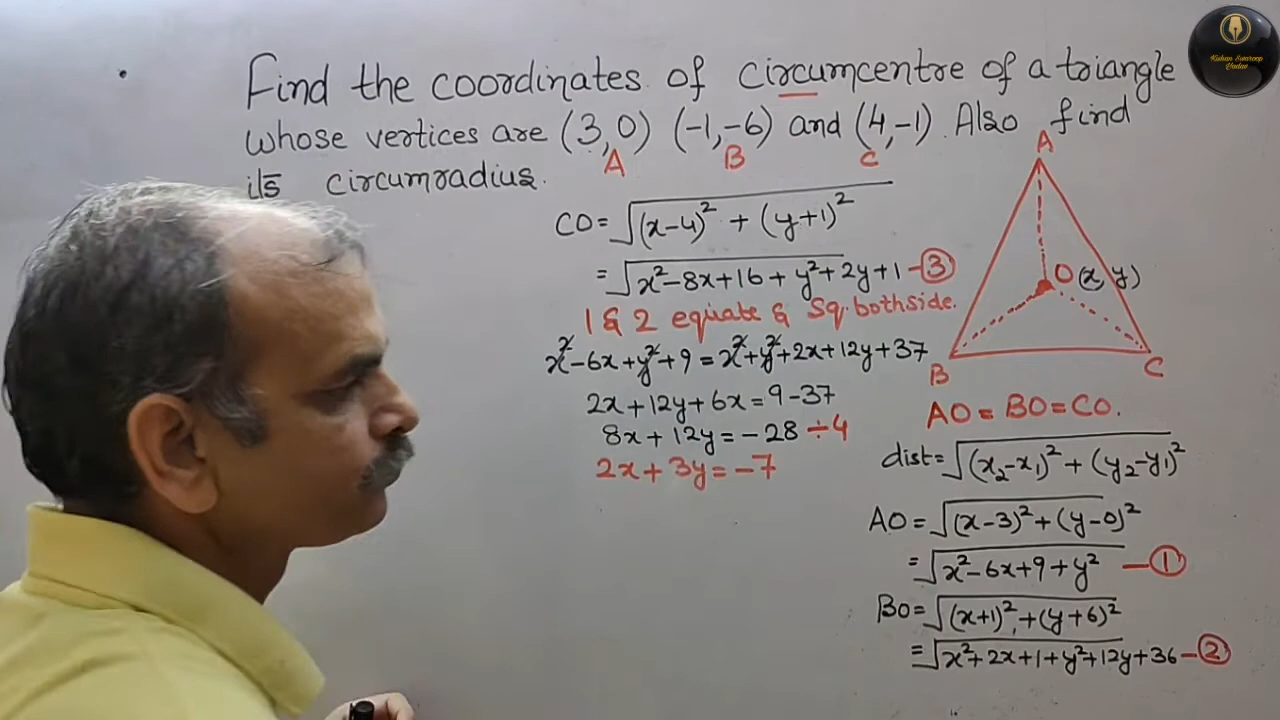 Find the coordinates of circumcentre of a triangle
whose vertices are (3,0) (-1,-6) and (4,-1). Also find
A B C
its circumradius.
CO = √(x-4)² + (y+1)²
= √x²-8x+16+y²+2y+1 -③
1 & 2 equate & Sq. bothside.
x²-6x+y²+9 = x²+y²+2x+12y+37
2x+12y+6x = 9-37
8x+12y = -28 ÷4
2x+3y = -7
A
O (x, y)
B
C
AO = BO = CO.
dist = √(x₂-x₁)² + (y₂-y₁)²
AO = √(x-3)² + (y-0)²
= √x²-6x+9+y² -①
BO = √(x+1)² + (y+6)²
= √x²+2x+1+y²+12y+36 -②
Kishan Swaroop
Yadav